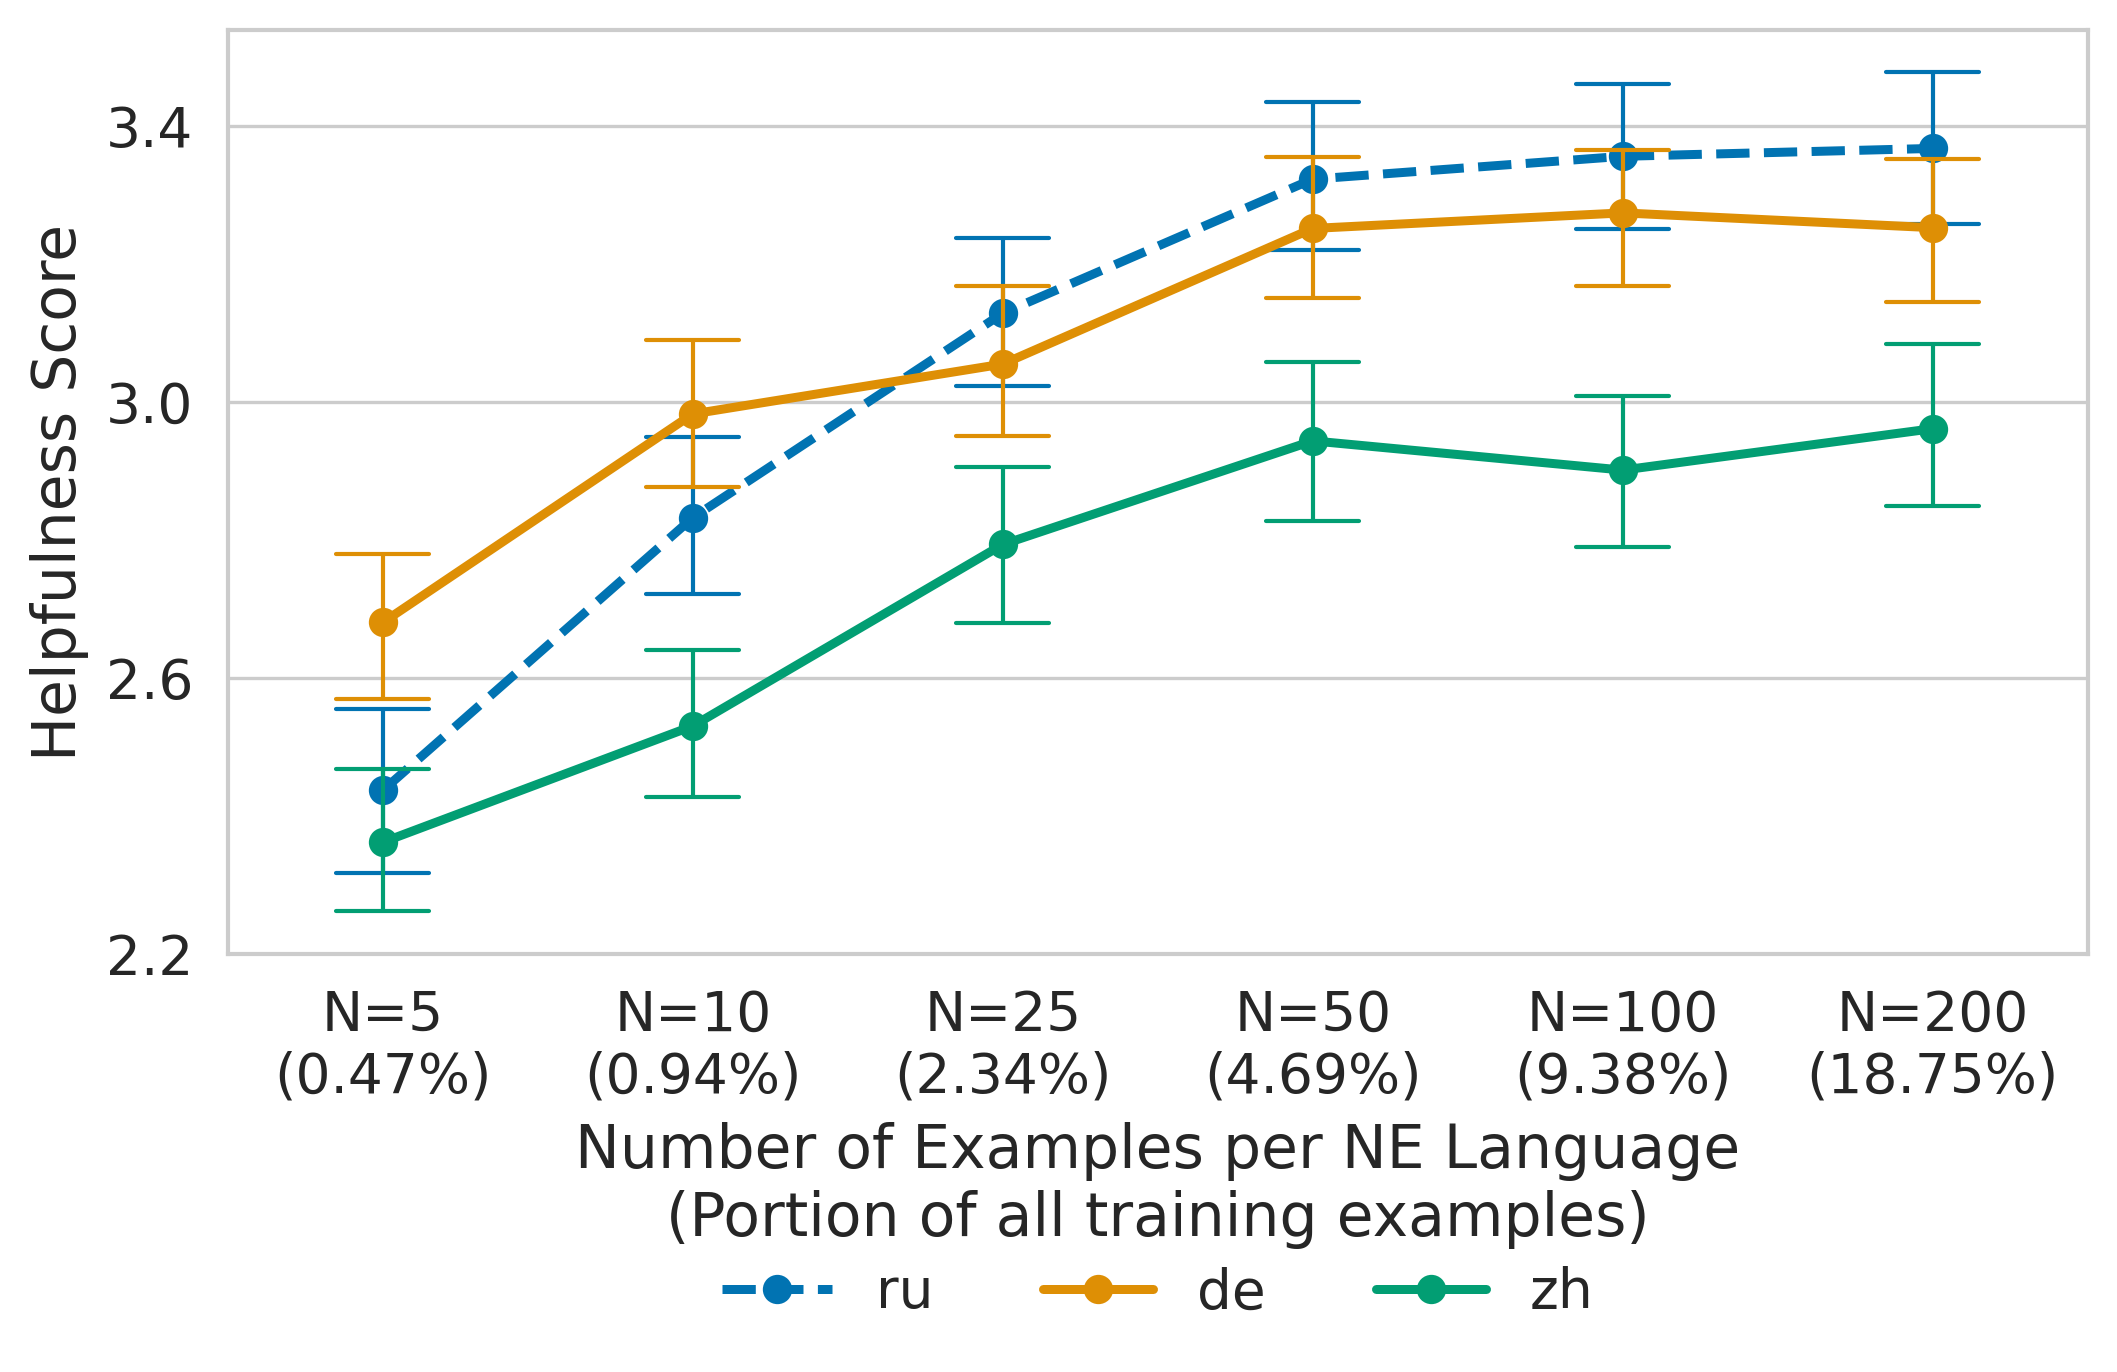 Helpfulness Score
3.4
3.0
2.6
2.2
N=5 N=10 N=25 N=50 N=100 N=200
(0.47%) (0.94%) (2.34%) (4.69%) (9.38%) (18.75%)
Number of Examples per NE Language
(Portion of all training examples)
ru de zh